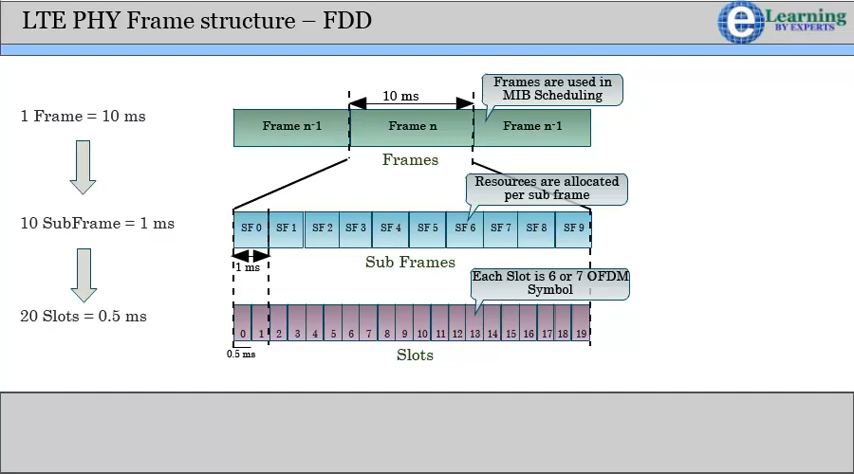 LTE PHY Frame structure – FDD
eLearning
BY EXPERTS
Frames are used in
MIB Scheduling
10 ms
1 Frame = 10 ms
Frame n-1
Frame n
Frame n-1
Frames
Resources are allocated
per sub frame
10 SubFrame = 1 ms
SF 0 SF 1 SF 2 SF 3 SF 4 SF 5 SF 6 SF 7 SF 8 SF 9
1 ms
Sub Frames
Each Slot is 6 or 7 OFDM
Symbol
20 Slots = 0.5 ms
0 1 2 3 4 5 6 7 8 9 10 11 12 13 14 15 16 17 18 19
0.5 ms
Slots